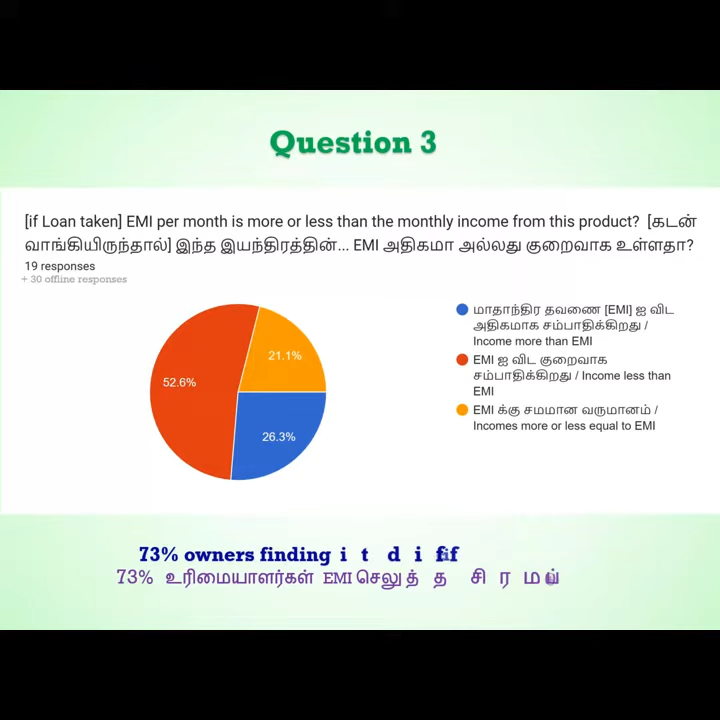 Question 3
[if Loan taken] EMI per month is more or less than the monthly income from this product? [கடன்
வாங்கியிருந்தால்] இந்த இயந்திரத்தின்... EMI அதிகமா அல்லது குறைவாக உள்ளதா?
19 responses
+ 30 offline responses
மாதாந்திர தவணை [EMI] ஐ விட
அதிகமாக சம்பாதிக்கிறது /
Income more than EMI
EMI ஐ விட குறைவாக
சம்பாதிக்கிறது / Income less than
EMI
EMI க்கு சமமான வருமானம் /
Incomes more or less equal to EMI
21.1%
52.6%
26.3%
73% owners finding i t d i f
73% உரிமையாளர்கள் EMI செலுத் த சி ர ம